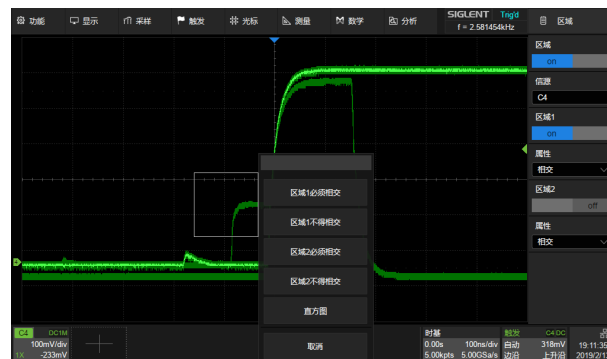 功能 显示 采样 触发 光标 测量 数学 分析 SIGLENT Trig'd 区域
f = 2.581454kHz
区域
on
信源
C4
区域1
on
属性
相交
区域2
off
属性
相交
区域1必须相交
区域1不得相交
区域2必须相交
区域2不得相交
直方图
取消
C4 DC1M
100mV/div
1X -233mV
时基
0.00s 100ns/div
5.00kpts 5.00GSa/s
触发 C4 DC
自动 318mV
边沿 上升沿
19:11:35